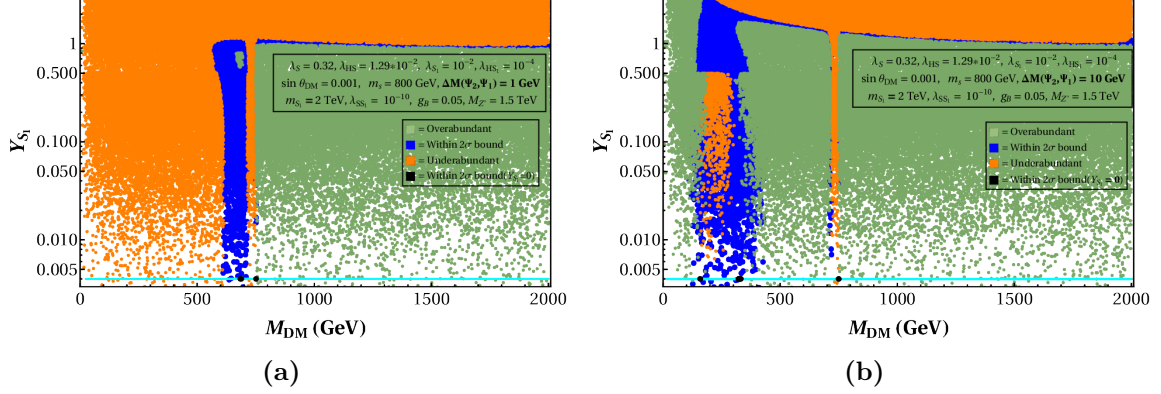 1
0.500
0.100
0.050
0.010
0.005
Y_{S_1}
λ_S = 0.32, λ_{HS} = 1.29*10^{-2}, λ_{S_1} = 10^{-2}, λ_{HS_1} = 10^{-4}
sin θ_{DM} = 0.001, m_s = 800 GeV, ΔM(Ψ_2,Ψ_1) = 1 GeV
m_{S_1} = 2 TeV, λ_{SS_1} = 10^{-10}, g_B = 0.05, M_{Z'} = 1.5 TeV
= Overabundant
= Within 2σ bound
= Underabundant
= Within 2σ bound(Y_{S_1}=0)
0 500 1000 1500 2000
M_{DM} (GeV)
(a)
1
0.500
0.100
0.050
0.010
0.005
Y_{S_1}
λ_S = 0.32, λ_{HS} = 1.29*10^{-2}, λ_{S_1} = 10^{-2}, λ_{HS_1} = 10^{-4}
sin θ_{DM} = 0.001, m_s = 800 GeV, ΔM(Ψ_2,Ψ_1) = 10 GeV
m_{S_1} = 2 TeV, λ_{SS_1} = 10^{-10}, g_B = 0.05, M_{Z'} = 1.5 TeV
= Overabundant
= Within 2σ bound
= Underabundant
= Within 2σ bound(Y_{S_1}=0)
0 500 1000 1500 2000
M_{DM} (GeV)
(b)